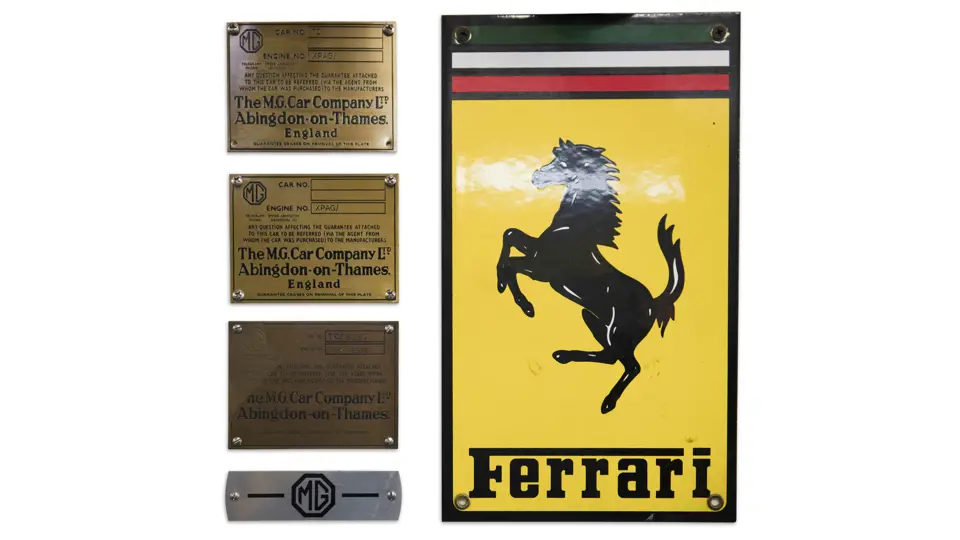 MG
CAR NO. TC
ENGINE NO. XPAG/
ANY QUESTION AFFECTING THE GUARANTEE ATTACHED
TO THIS CAR TO BE REFERRED (VIA THE AGENT FROM
WHOM THE CAR WAS PURCHASED) TO THE MANUFACTURERS
The M.G. Car Company LTD
Abingdon-on-Thames.
England
GUARANTEE CEASES ON REMOVAL OF THIS PLATE
MG
CAR NO.
ENGINE NO. XPAG/
ANY QUESTION AFFECTING THE GUARANTEE ATTACHED
TO THIS CAR TO BE REFERRED (VIA THE AGENT FROM
WHOM THE CAR WAS PURCHASED) TO THE MANUFACTURERS.
The M.G. Car Company LTD
Abingdon-on-Thames.
England
GUARANTEE CEASES ON REMOVAL OF THIS PLATE
The M.G. Car Company LTD
Abingdon-on-Thames.
MG
Ferrari